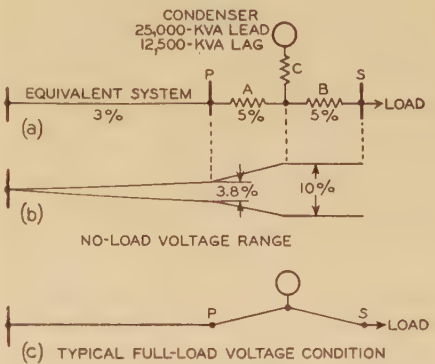 CONDENSER
25,000-KVA LEAD
12,500-KVA LAG
P A C B S
EQUIVALENT SYSTEM
3% 5% 5% LOAD
(a)
3.8% 10%
(b)
NO-LOAD VOLTAGE RANGE
P S LOAD
(c) TYPICAL FULL-LOAD VOLTAGE CONDITION